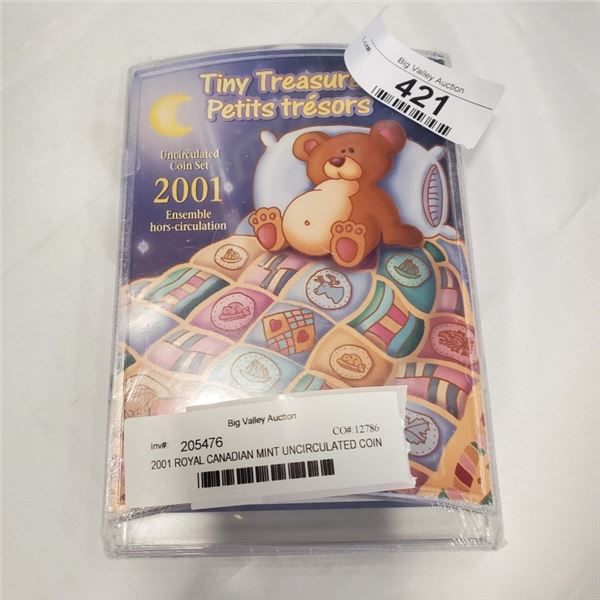 Tiny Treasure
Petits trésors
Uncirculated
Coin Set
2001
Ensemble
hors-circulation
Big Valley Auction
421
Big Valley Auction
Inv#: 205476 CO#:12786
2001 ROYAL CANADIAN MINT UNCIRCULATED COIN